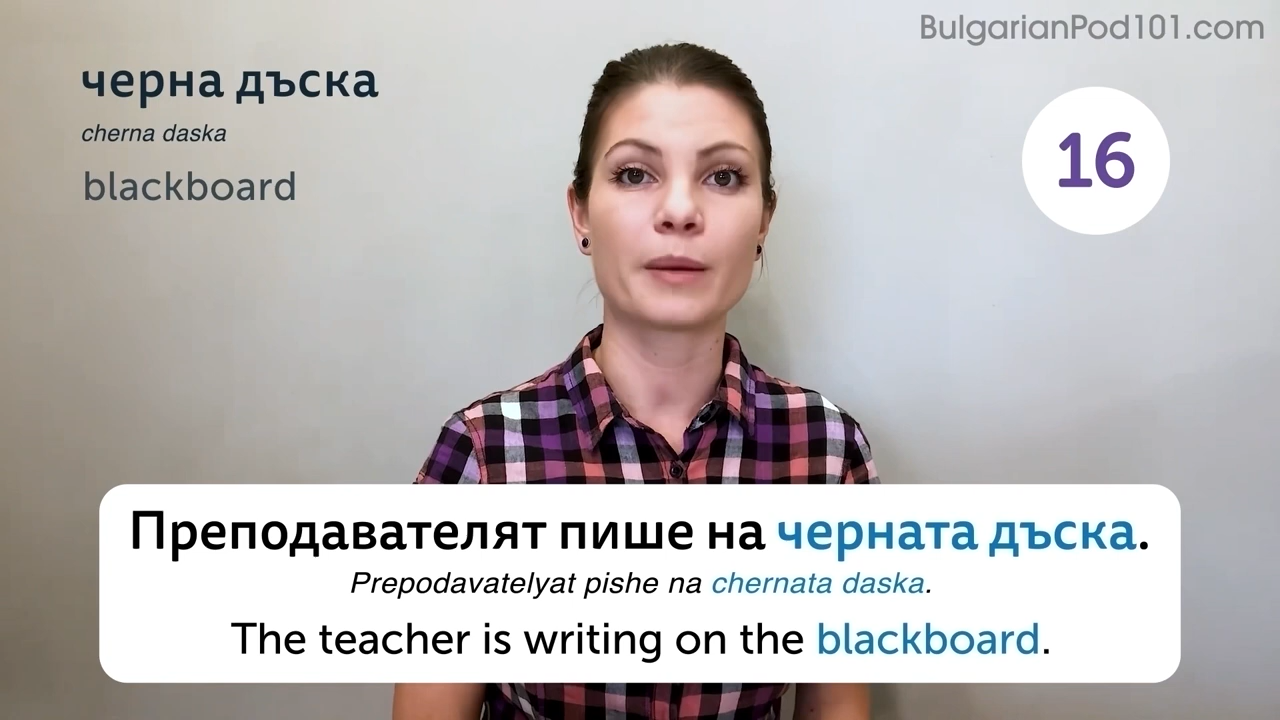 BulgarianPod101.com
черна дъска
cherna daska
blackboard
16
Преподавателят пише на черната дъска.
Prepodavatelyat pishe na chernata daska.
The teacher is writing on the blackboard.